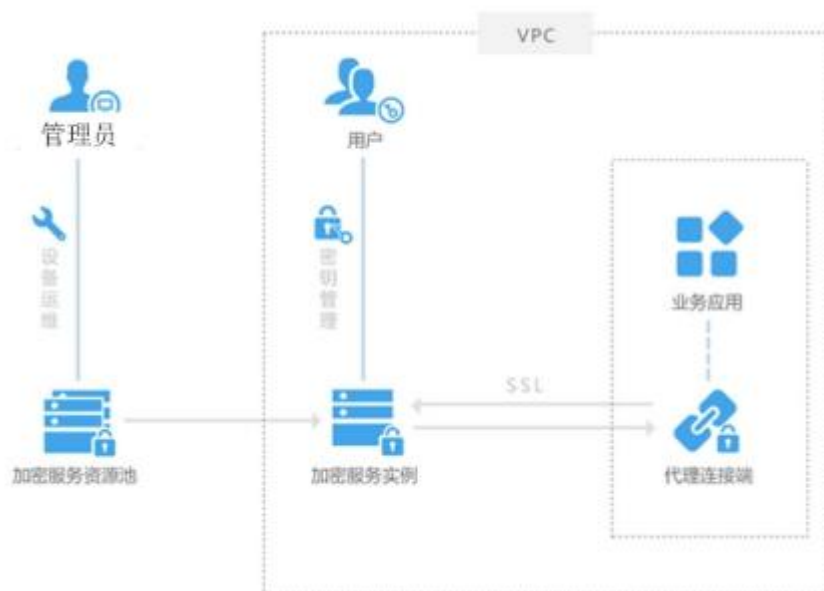 VPC
管理员
用户
设备运维
密钥管理
业务应用
SSL
加密服务资源池
加密服务实例
代理连接端